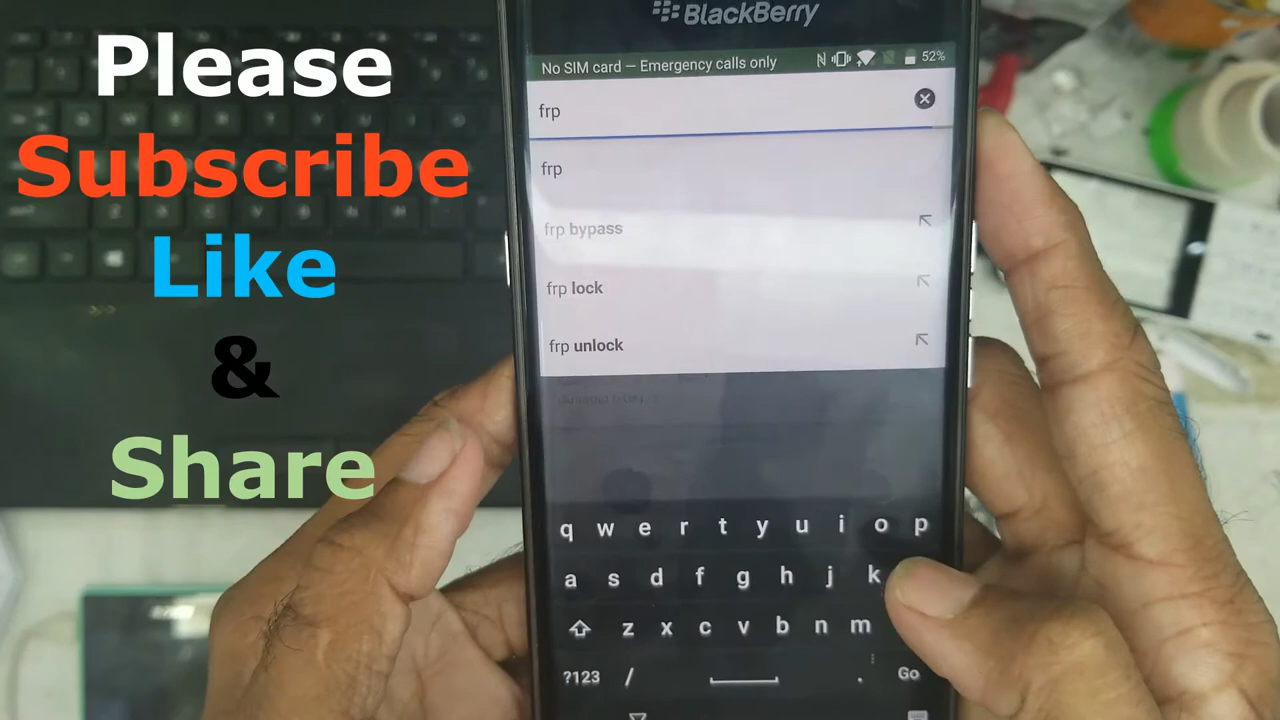 Please
Subscribe
Like
&
Share
BlackBerry
No SIM card — Emergency calls only
52%
frp
frp
frp bypass
frp lock
frp unlock
q w e r t y u i o p
a s d f g h j k
z x c v b n m
?123 / . Go